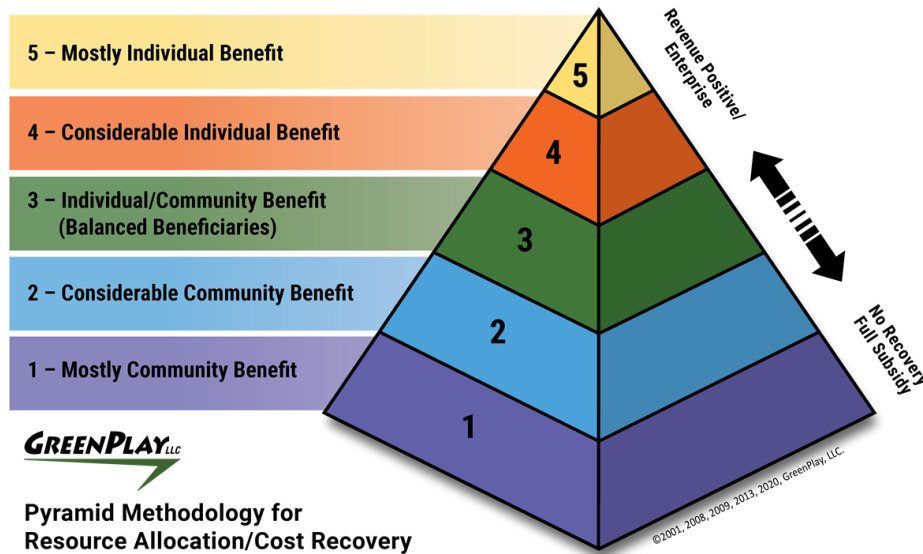 5 – Mostly Individual Benefit
4 – Considerable Individual Benefit
3 – Individual/Community Benefit
(Balanced Beneficiaries)
2 – Considerable Community Benefit
1 – Mostly Community Benefit
5
4
3
2
1
Revenue Positive/
Enterprise
No Recovery
Full Subsidy
GREENPLAY LLC
Pyramid Methodology for
Resource Allocation/Cost Recovery
©2001, 2008, 2009, 2013, 2020, GreenPlay, LLC.